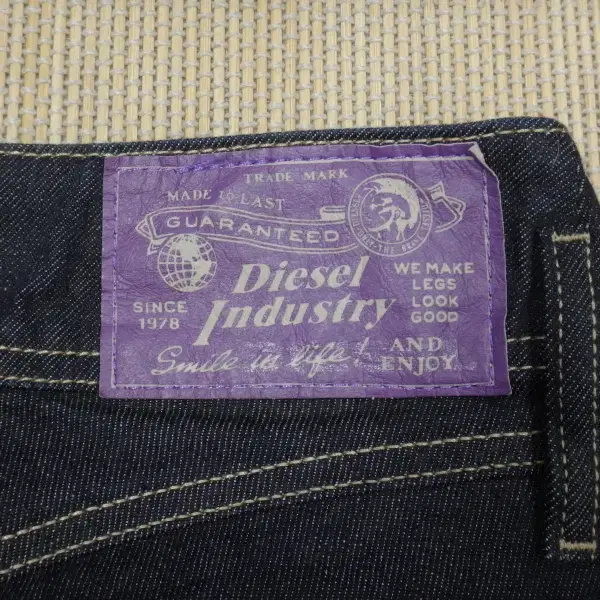 TRADE MARK
MADE to LAST
GUARANTEED
Diesel
Industry
SINCE
1978
WE MAKE
LEGS
LOOK
GOOD
AND
ENJOY
Smile in life!